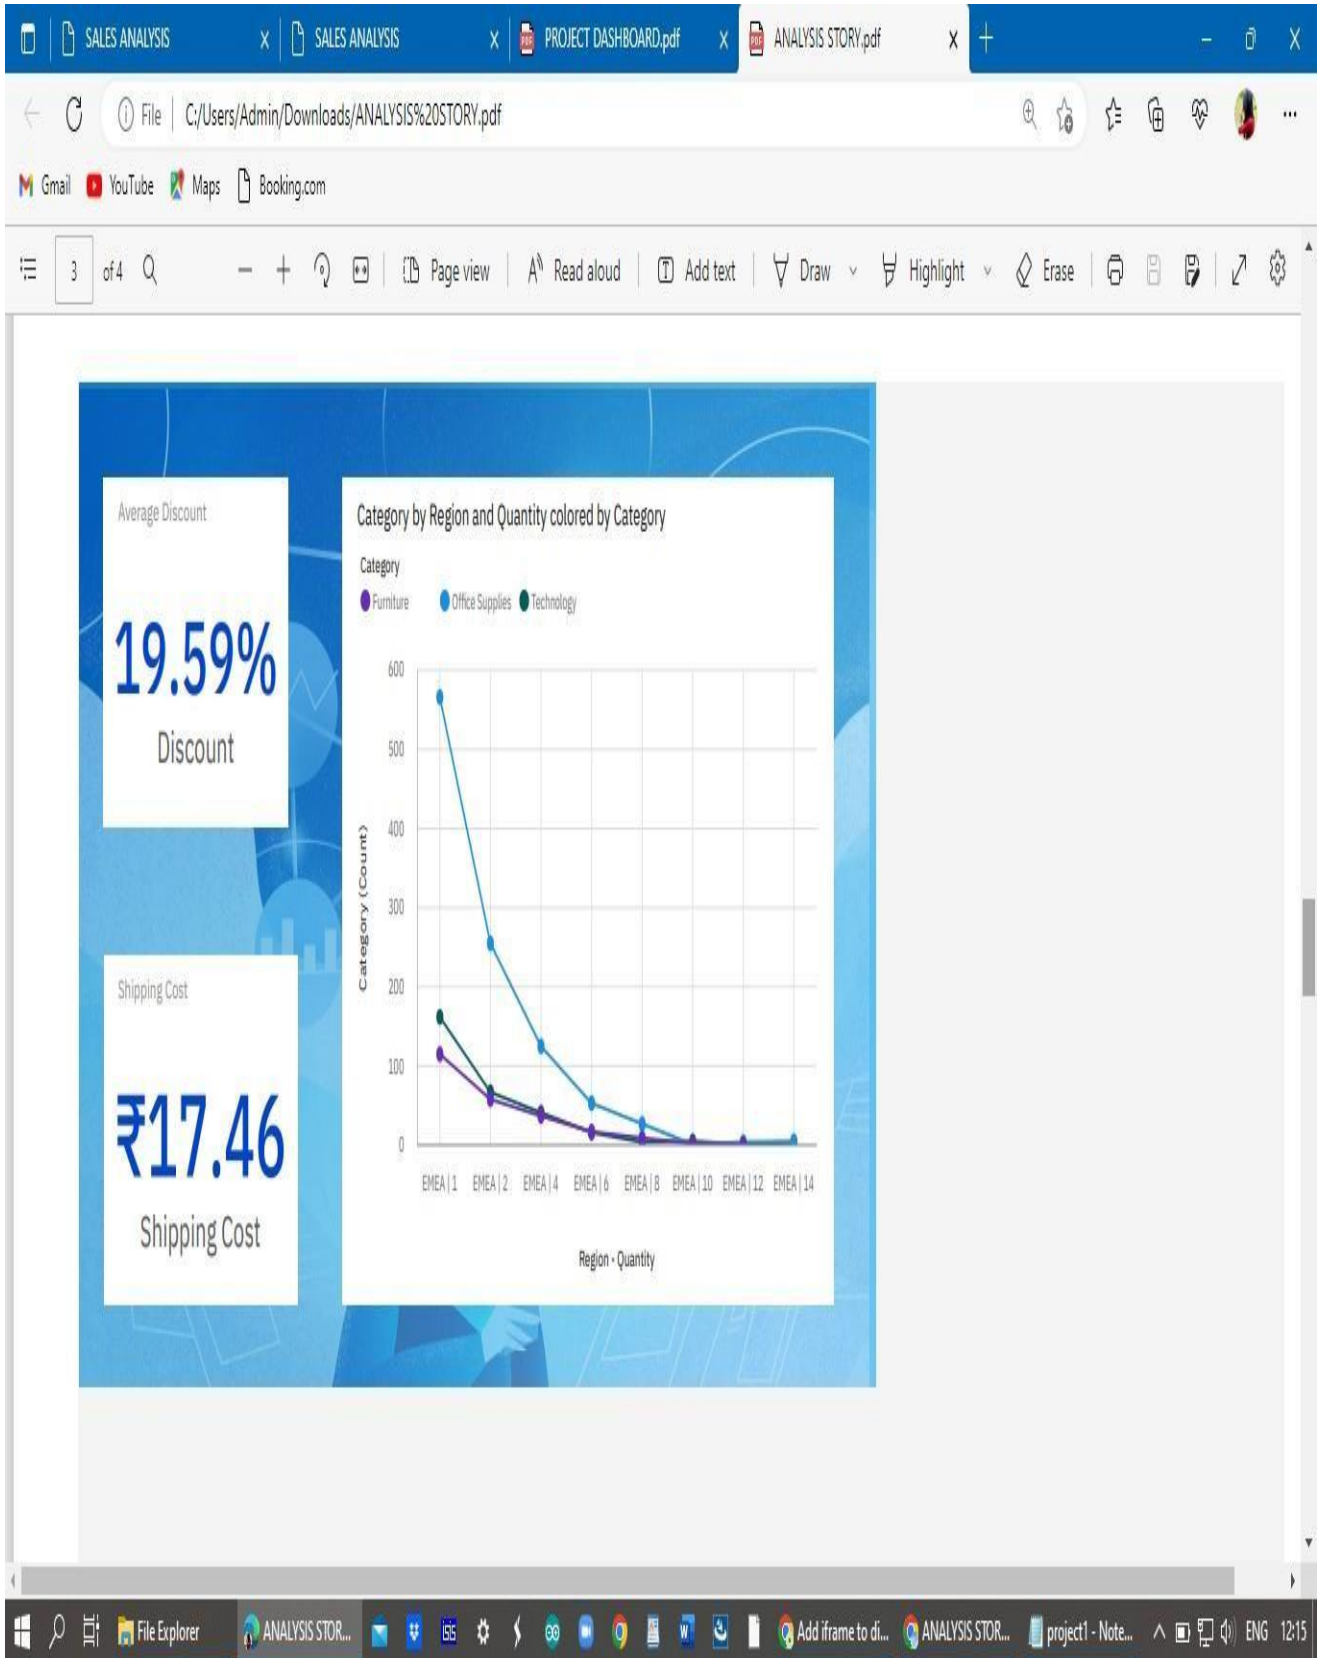 SALES ANALYSIS
SALES ANALYSIS
PROJECT DASHBOARD.pdf
ANALYSIS STORY.pdf
File
C:/Users/Admin/Downloads/ANALYSIS%20STORY.pdf
Gmail YouTube Maps Booking.com
3 of 4 Page view Read aloud Add text Draw Highlight Erase
Average Discount
19.59%
Discount
Shipping Cost
₹17.46
Shipping Cost
Category by Region and Quantity colored by Category
Category
Furniture Office Supplies Technology
600
500
400
300
200
100
0
Category (Count)
EMEA | 1 EMEA | 2 EMEA | 4 EMEA | 6 EMEA | 8 EMEA | 10 EMEA | 12 EMEA | 14
Region - Quantity
File Explorer ANALYSIS STOR... ISIS W Add iframe to di... ANALYSIS STOR... project1 - Note... ENG 12:15